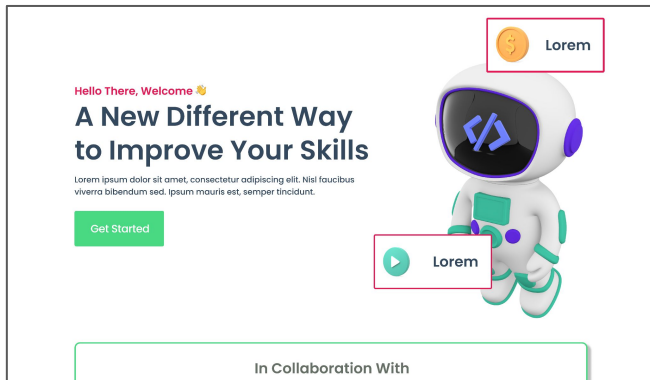 Lorem
Hello There, Welcome 👋
A New Different Way
to Improve Your Skills
Lorem ipsum dolor sit amet, consectetur adipiscing elit. Nisl faucibus
viverra bibendum sed. Ipsum mauris est, semper tincidunt.
Get Started
Lorem
In Collaboration With